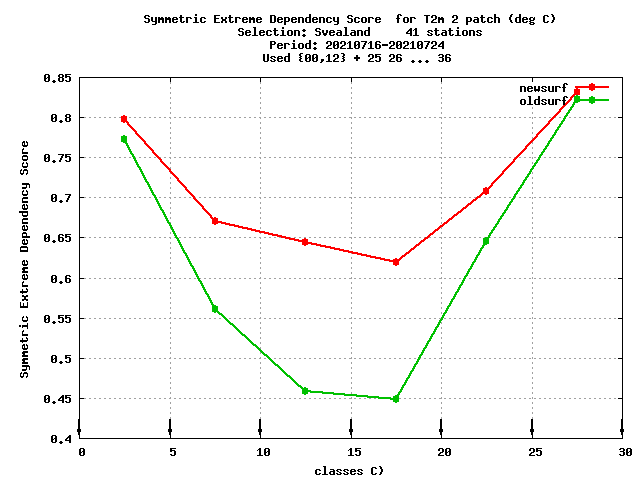 Symmetric Extreme Dependency Score  for T2m 2 patch (deg C)
Selection: Svealand     41 stations
Period: 20210716-20210724
Used {00,12} + 25 26 ... 36
newsurf
oldsurf
Symmetric Extreme Dependency Score
0.85
0.8
0.75
0.7
0.65
0.6
0.55
0.5
0.45
0.4
0 5 10 15 20 25 30
classes C)